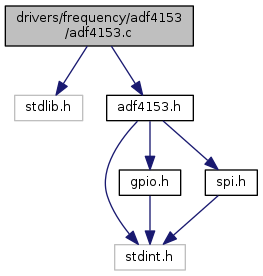 drivers/frequency/adf4153
/adf4153.c
stdlib.h
adf4153.h
gpio.h
spi.h
stdint.h